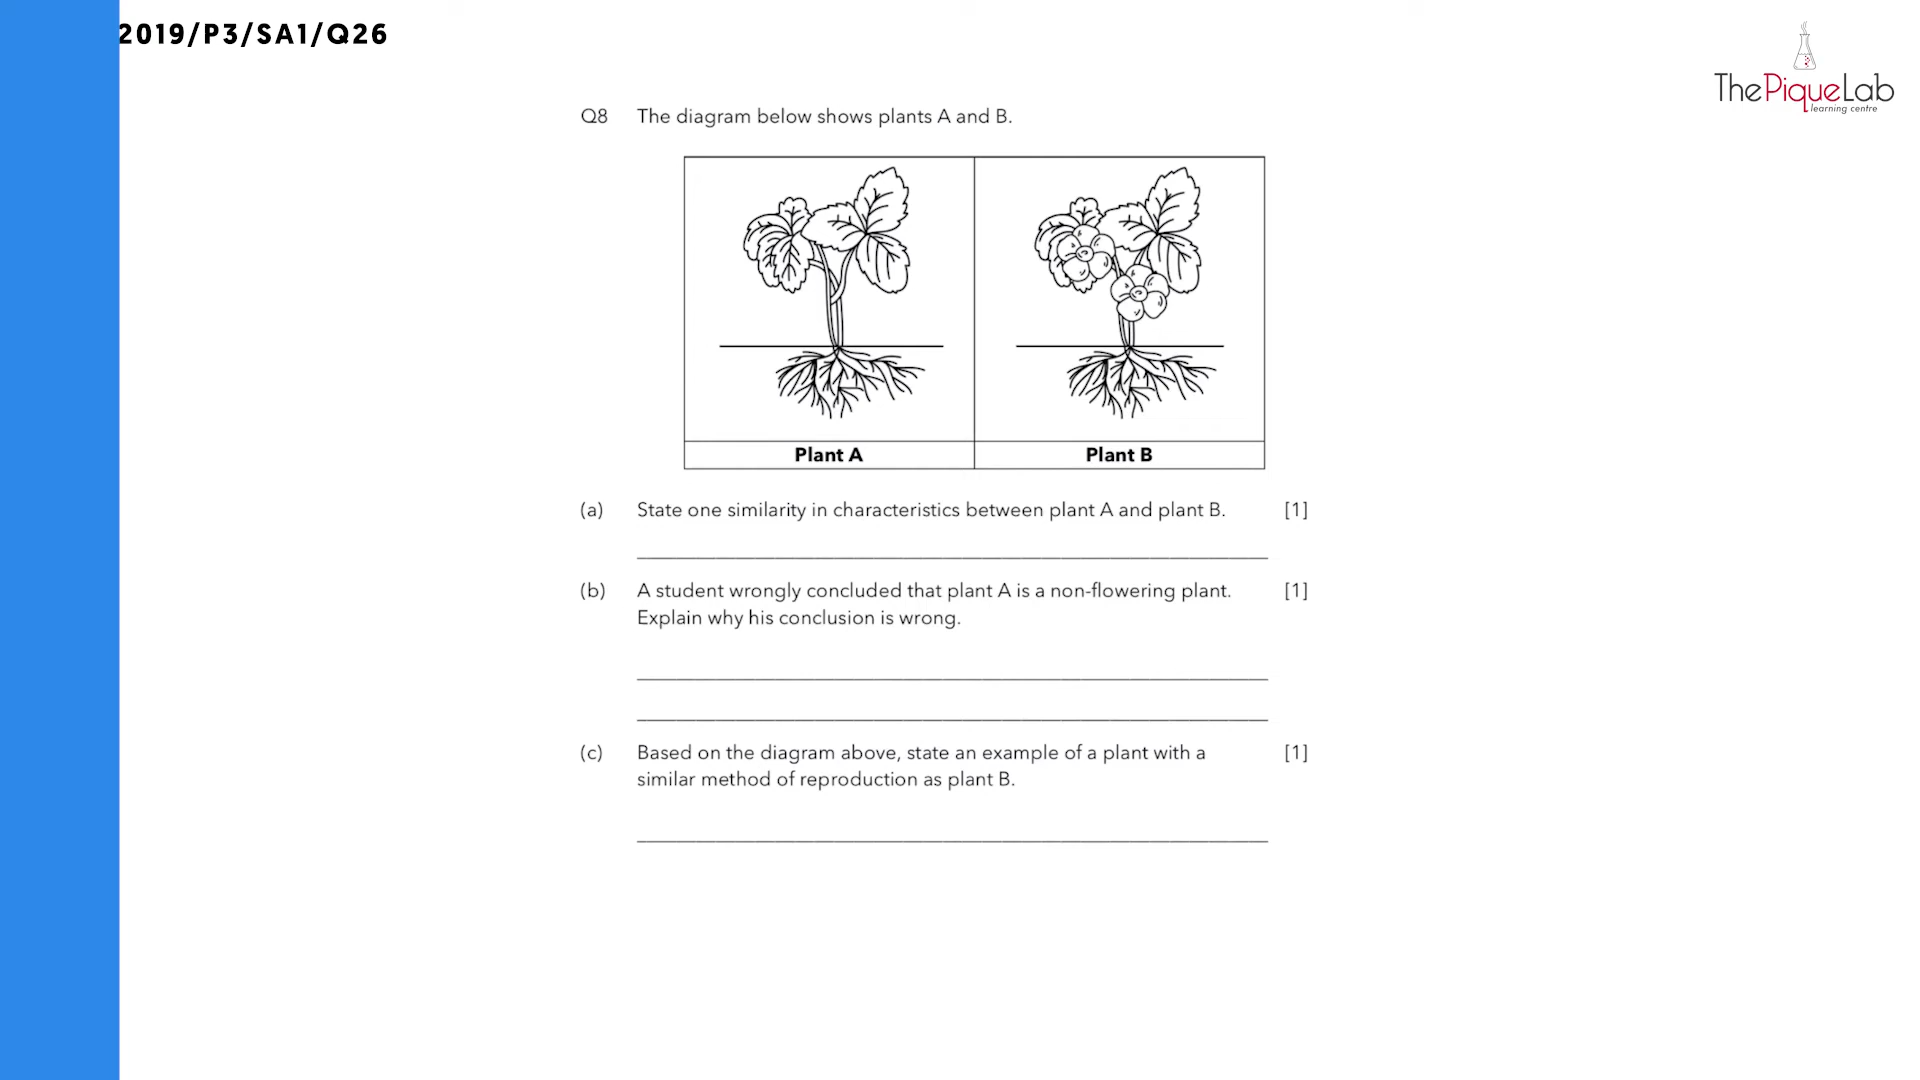 2019/P3/SA1/Q26
ThePiqueLab
learning centre
Q8 The diagram below shows plants A and B.
Plant A Plant B
(a) State one similarity in characteristics between plant A and plant B. [1]
(b) A student wrongly concluded that plant A is a non-flowering plant. [1]
Explain why his conclusion is wrong.
(c) Based on the diagram above, state an example of a plant with a [1]
similar method of reproduction as plant B.